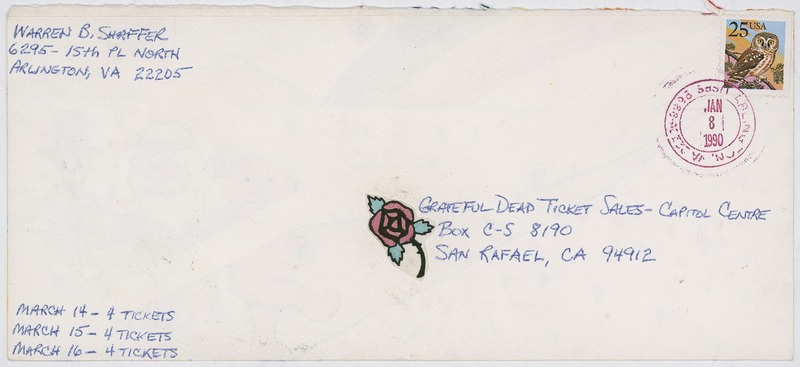 WARREN B. SHAFFER
6295 - 15th PL NORTH
ARLINGTON, VA 22205
25 USA
JAN
8
1990
USPS
GRATEFUL DEAD TICKET SALES - CAPITOL CENTRE
BOX C-S 8190
SAN RAFAEL, CA 94912
MARCH 14 - 4 TICKETS
MARCH 15 - 4 TICKETS
MARCH 16 - 4 TICKETS